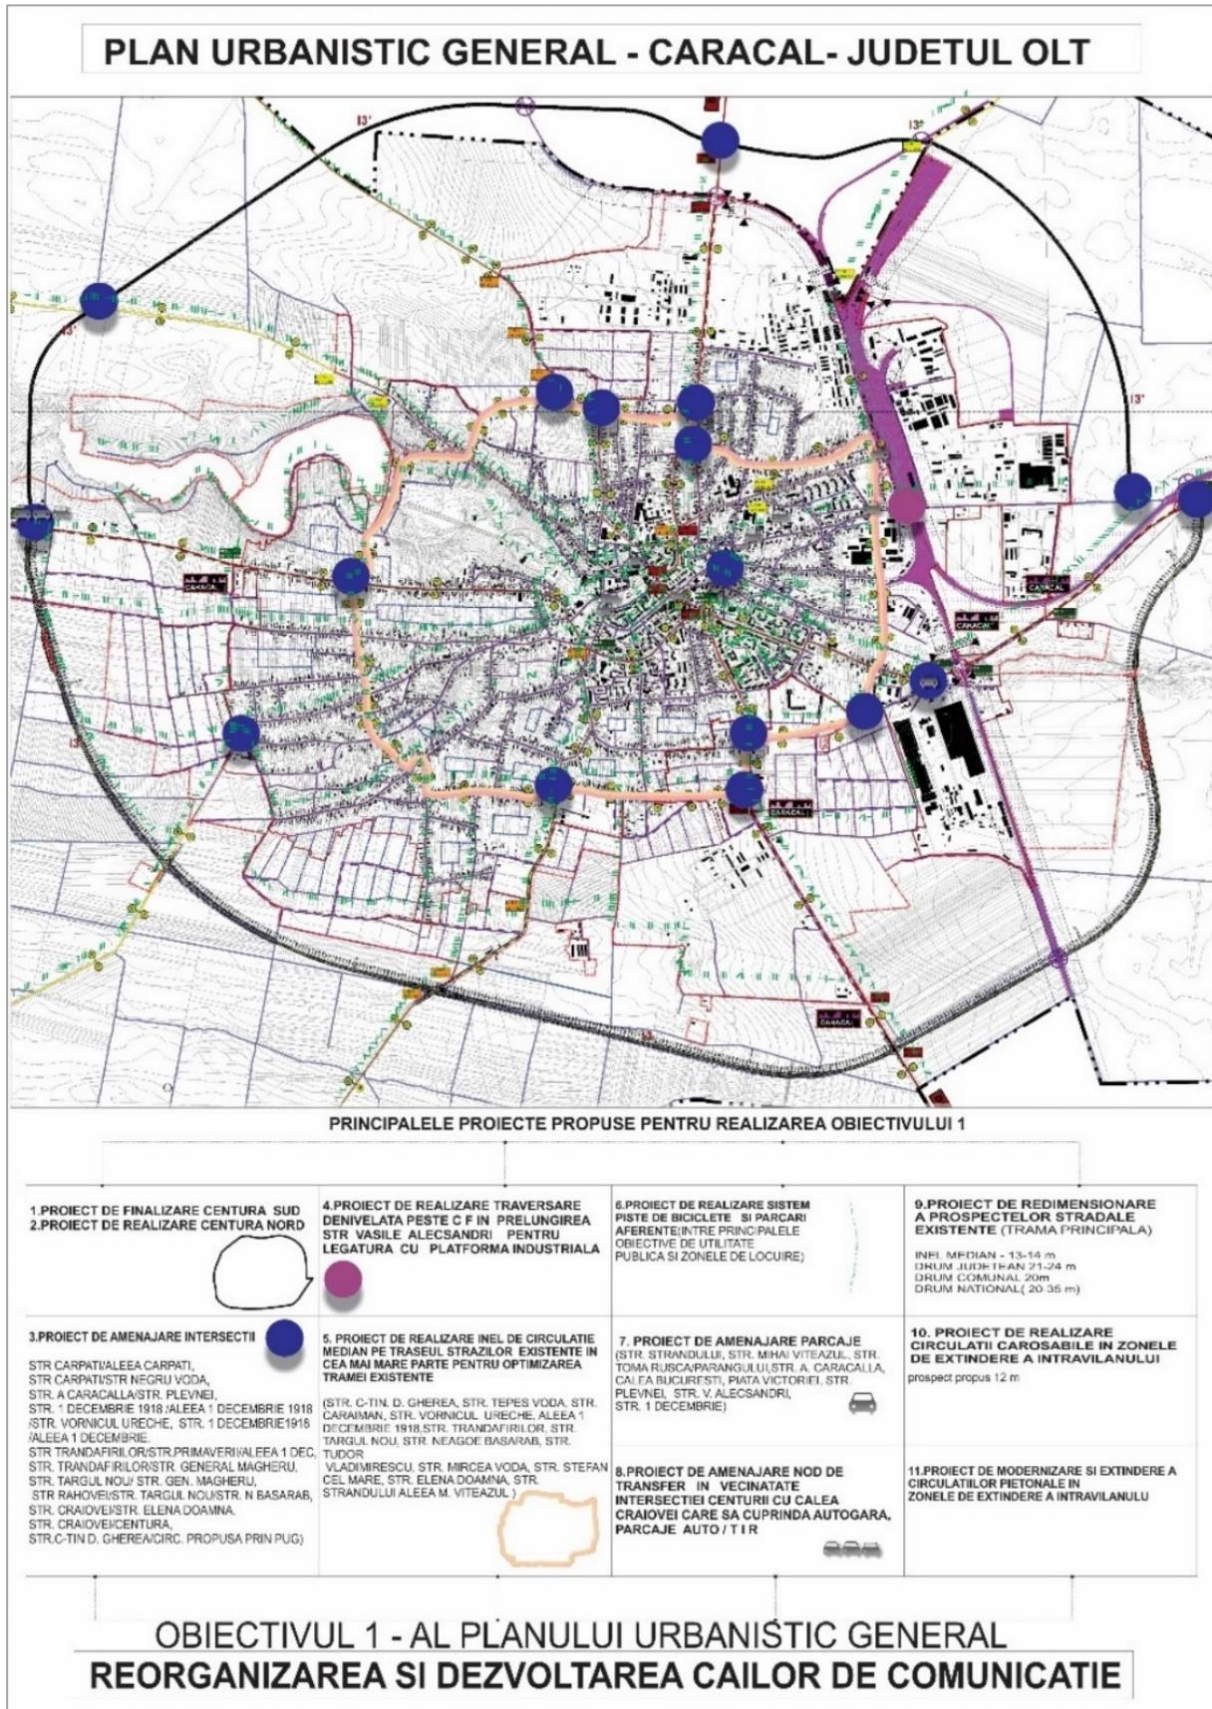 PLAN URBANISTIC GENERAL - CARACAL- JUDETUL OLT
13'
13'
13'
13'
13'
CARACAL
CARACAL
CARACAL
CARACAL
CARACAL
PRINCIPALELE PROIECTE PROPUSE PENTRU REALIZAREA OBIECTIVULUI 1
1.PROIECT DE FINALIZARE CENTURA SUD
2.PROIECT DE REALIZARE CENTURA NORD
4.PROIECT DE REALIZARE TRAVERSARE
DENIVELATA PESTE C F IN PRELUNGIREA
STR VASILE ALECSANDRI PENTRU
LEGATURA CU PLATFORMA INDUSTRIALA
6.PROIECT DE REALIZARE SISTEM
PISTE DE BICICLETE SI PARCARI
AFERENTE(INTRE PRINCIPALELE
OBIECTIVE DE UTILITATE
PUBLICA SI ZONELE DE LOCUIRE)
9.PROIECT DE REDIMENSIONARE
A PROSPECTELOR STRADALE
EXISTENTE (TRAMA PRINCIPALA)
INEL MEDIAN - 13-14 m
DRUM JUDETEAN 21-24 m
DRUM COMUNAL 20m
DRUM NATIONAL( 20-35 m)
3.PROIECT DE AMENAJARE INTERSECTII
STR CARPATI/ALEEA CARPATI,
STR CARPATI/STR NEGRU VODA,
STR. A CARACALLA/STR. PLEVNEI,
STR. 1 DECEMBRIE 1918 /ALEEA 1 DECEMBRIE 1918
/STR. VORNICUL URECHE, STR. 1 DECEMBRIE1918
/ALEEA 1 DECEMBRIE.
STR TRANDAFIRILOR/STR.PRIMAVERII/ALEEA 1 DEC,
STR. TRANDAFIRILOR/STR. GENERAL MAGHERU,
STR. TARGUL NOU/ STR. GEN. MAGHERU,
STR RAHOVEI/STR. TARGUL NOU/STR. N BASARAB,
STR. CRAIOVEI/STR. ELENA DOAMNA.
STR. CRAIOVEI/CENTURA,
STR.C-TIN D. GHEREA/CIRC. PROPUSA PRIN PUG)
5. PROIECT DE REALIZARE INEL DE CIRCULATIE
MEDIAN PE TRASEUL STRAZILOR EXISTENTE IN
CEA MAI MARE PARTE PENTRU OPTIMIZAREA
TRAMEI EXISTENTE
(STR. C-TIN. D. GHEREA, STR. TEPES VODA, STR.
CARAIMAN, STR. VORNICUL URECHE, ALEEA 1
DECEMBRIE 1918,STR. TRANDAFIRILOR, STR.
TARGUL NOU, STR. NEAGOE BASARAB, STR.
TUDOR
VLADIMIRESCU, STR. MIRCEA VODA, STR. STEFAN
CEL MARE, STR. ELENA DOAMNA, STR.
STRANDULUI ALEEA M. VITEAZUL )
7. PROIECT DE AMENAJARE PARCAJE
(STR. STRANDULUI, STR. MIHAI VITEAZUL, STR.
TOMA RUSCA/PARANGULUI,STR. A. CARACALLA,
CALEA BUCURESTI, PIATA VICTORIEI, STR.
PLEVNEI, STR. V. ALECSANDRI,
STR. 1 DECEMBRIE)
8.PROIECT DE AMENAJARE NOD DE
TRANSFER IN VECINATATE
INTERSECTIEI CENTURII CU CALEA
CRAIOVEI CARE SA CUPRINDA AUTOGARA,
PARCAJE AUTO / T I R
10. PROIECT DE REALIZARE
CIRCULATII CAROSABILE IN ZONELE
DE EXTINDERE A INTRAVILANULUI
prospect propus 12 m
11.PROIECT DE MODERNIZARE SI EXTINDERE A
CIRCULATIILOR PIETONALE IN
ZONELE DE EXTINDERE A INTRAVILANULU
OBIECTIVUL 1 - AL PLANULUI URBANISTIC GENERAL
REORGANIZAREA SI DEZVOLTAREA CAILOR DE COMUNICATIE